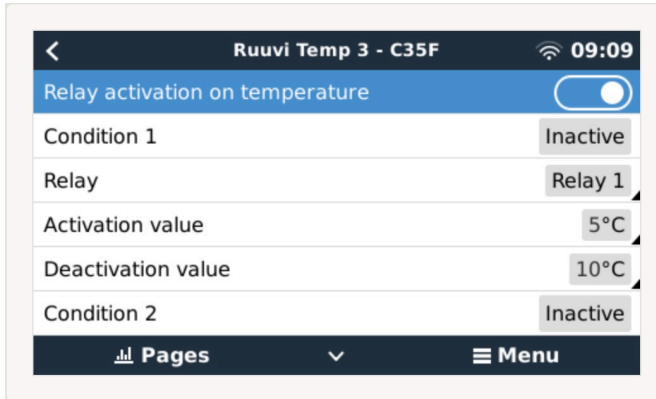 Ruuvi Temp 3 - C35F 09:09
Relay activation on temperature
Condition 1 Inactive
Relay Relay 1
Activation value 5°C
Deactivation value 10°C
Condition 2 Inactive
Pages Menu